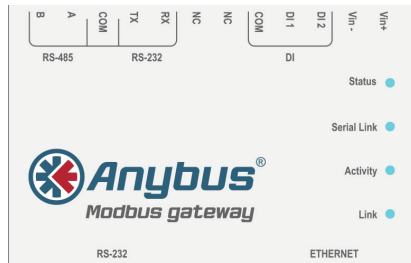 B A COM TX RX NC NC COM DI 1 DI 2 Vin - Vin+
RS-485 RS-232 DI
Status
Serial Link
Activity
Link
Anybus®
Modbus gateway
RS-232 ETHERNET